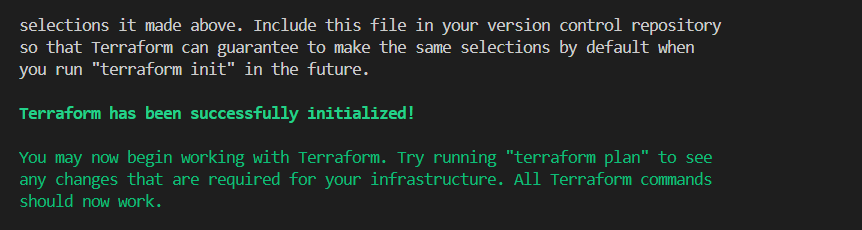 selections it made above. Include this file in your version control repository
so that Terraform can guarantee to make the same selections by default when
you run "terraform init" in the future.
Terraform has been successfully initialized!
You may now begin working with Terraform. Try running "terraform plan" to see
any changes that are required for your infrastructure. All Terraform commands
should now work.